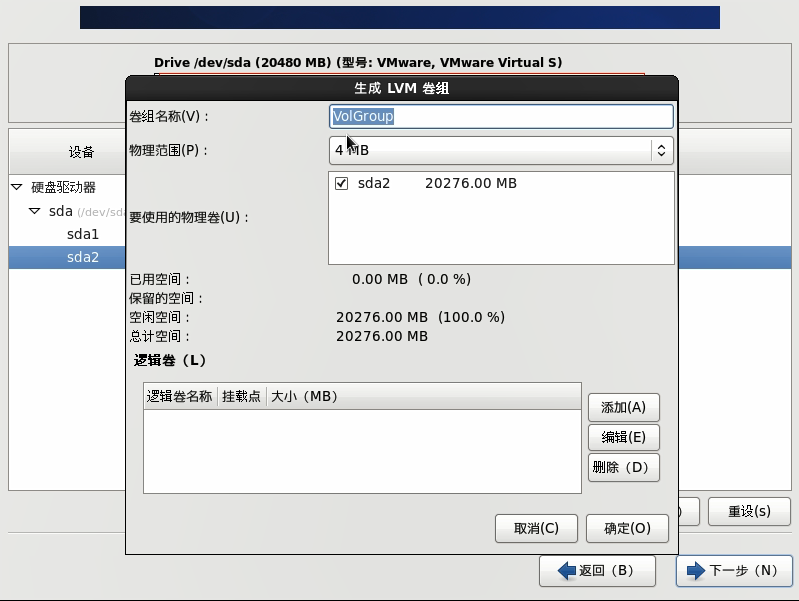 Drive /dev/sda (20480 MB) (型号: VMware, VMware Virtual S)
生成 LVM 卷组
卷组名称(V)：
VolGroup
物理范围(P)：
4 MB
要使用的物理卷(U)：
sda2 20276.00 MB
设备
硬盘驱动器
sda (/dev/sd
sda1
sda2
已用空间： 0.00 MB ( 0.0 %)
保留的空间：
空闲空间： 20276.00 MB (100.0 %)
总计空间： 20276.00 MB
逻辑卷（L）
逻辑卷名称 挂载点 大小（MB）
添加(A)
编辑(E)
删除（D）
取消(C) 确定(O)
) 重设(s)
返回（B） 下一步（N）